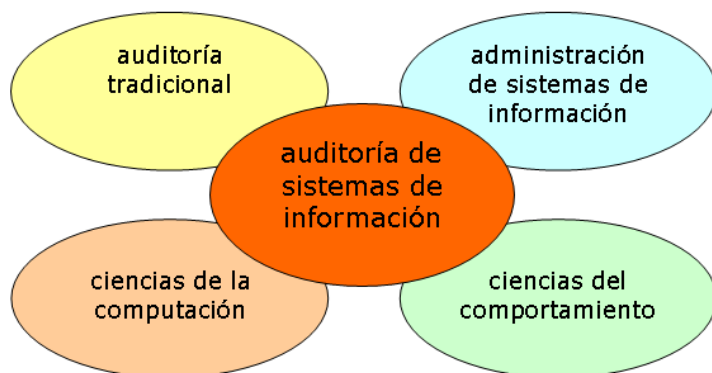 auditoría
tradicional
administración
de sistemas de
información
auditoría de
sistemas de
información
ciencias de la
computación
ciencias del
comportamiento